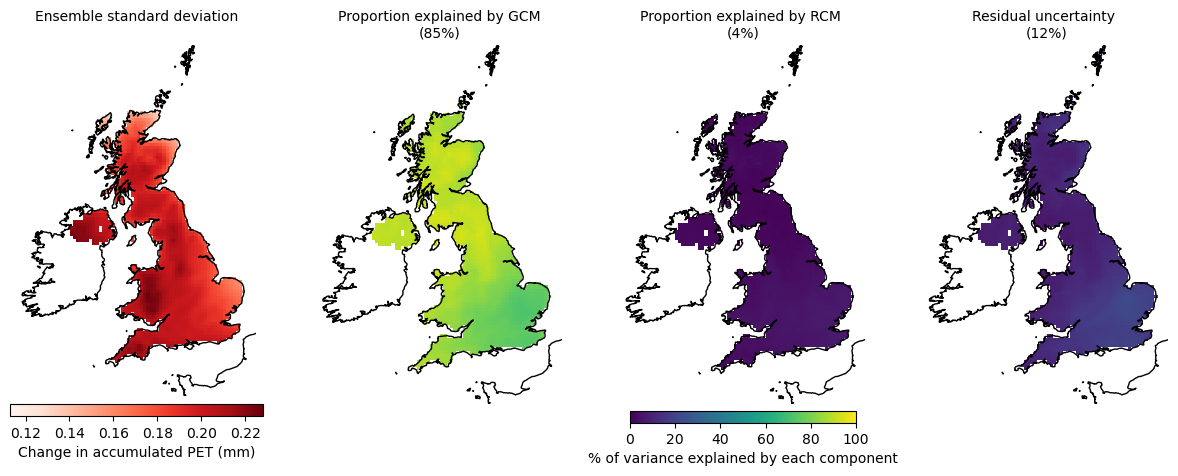 Ensemble standard deviation
Proportion explained by GCM
(85%)
Proportion explained by RCM
(4%)
Residual uncertainty
(12%)
0.12 0.14 0.16 0.18 0.20 0.22
Change in accumulated PET (mm)
0 20 40 60 80 100
% of variance explained by each component